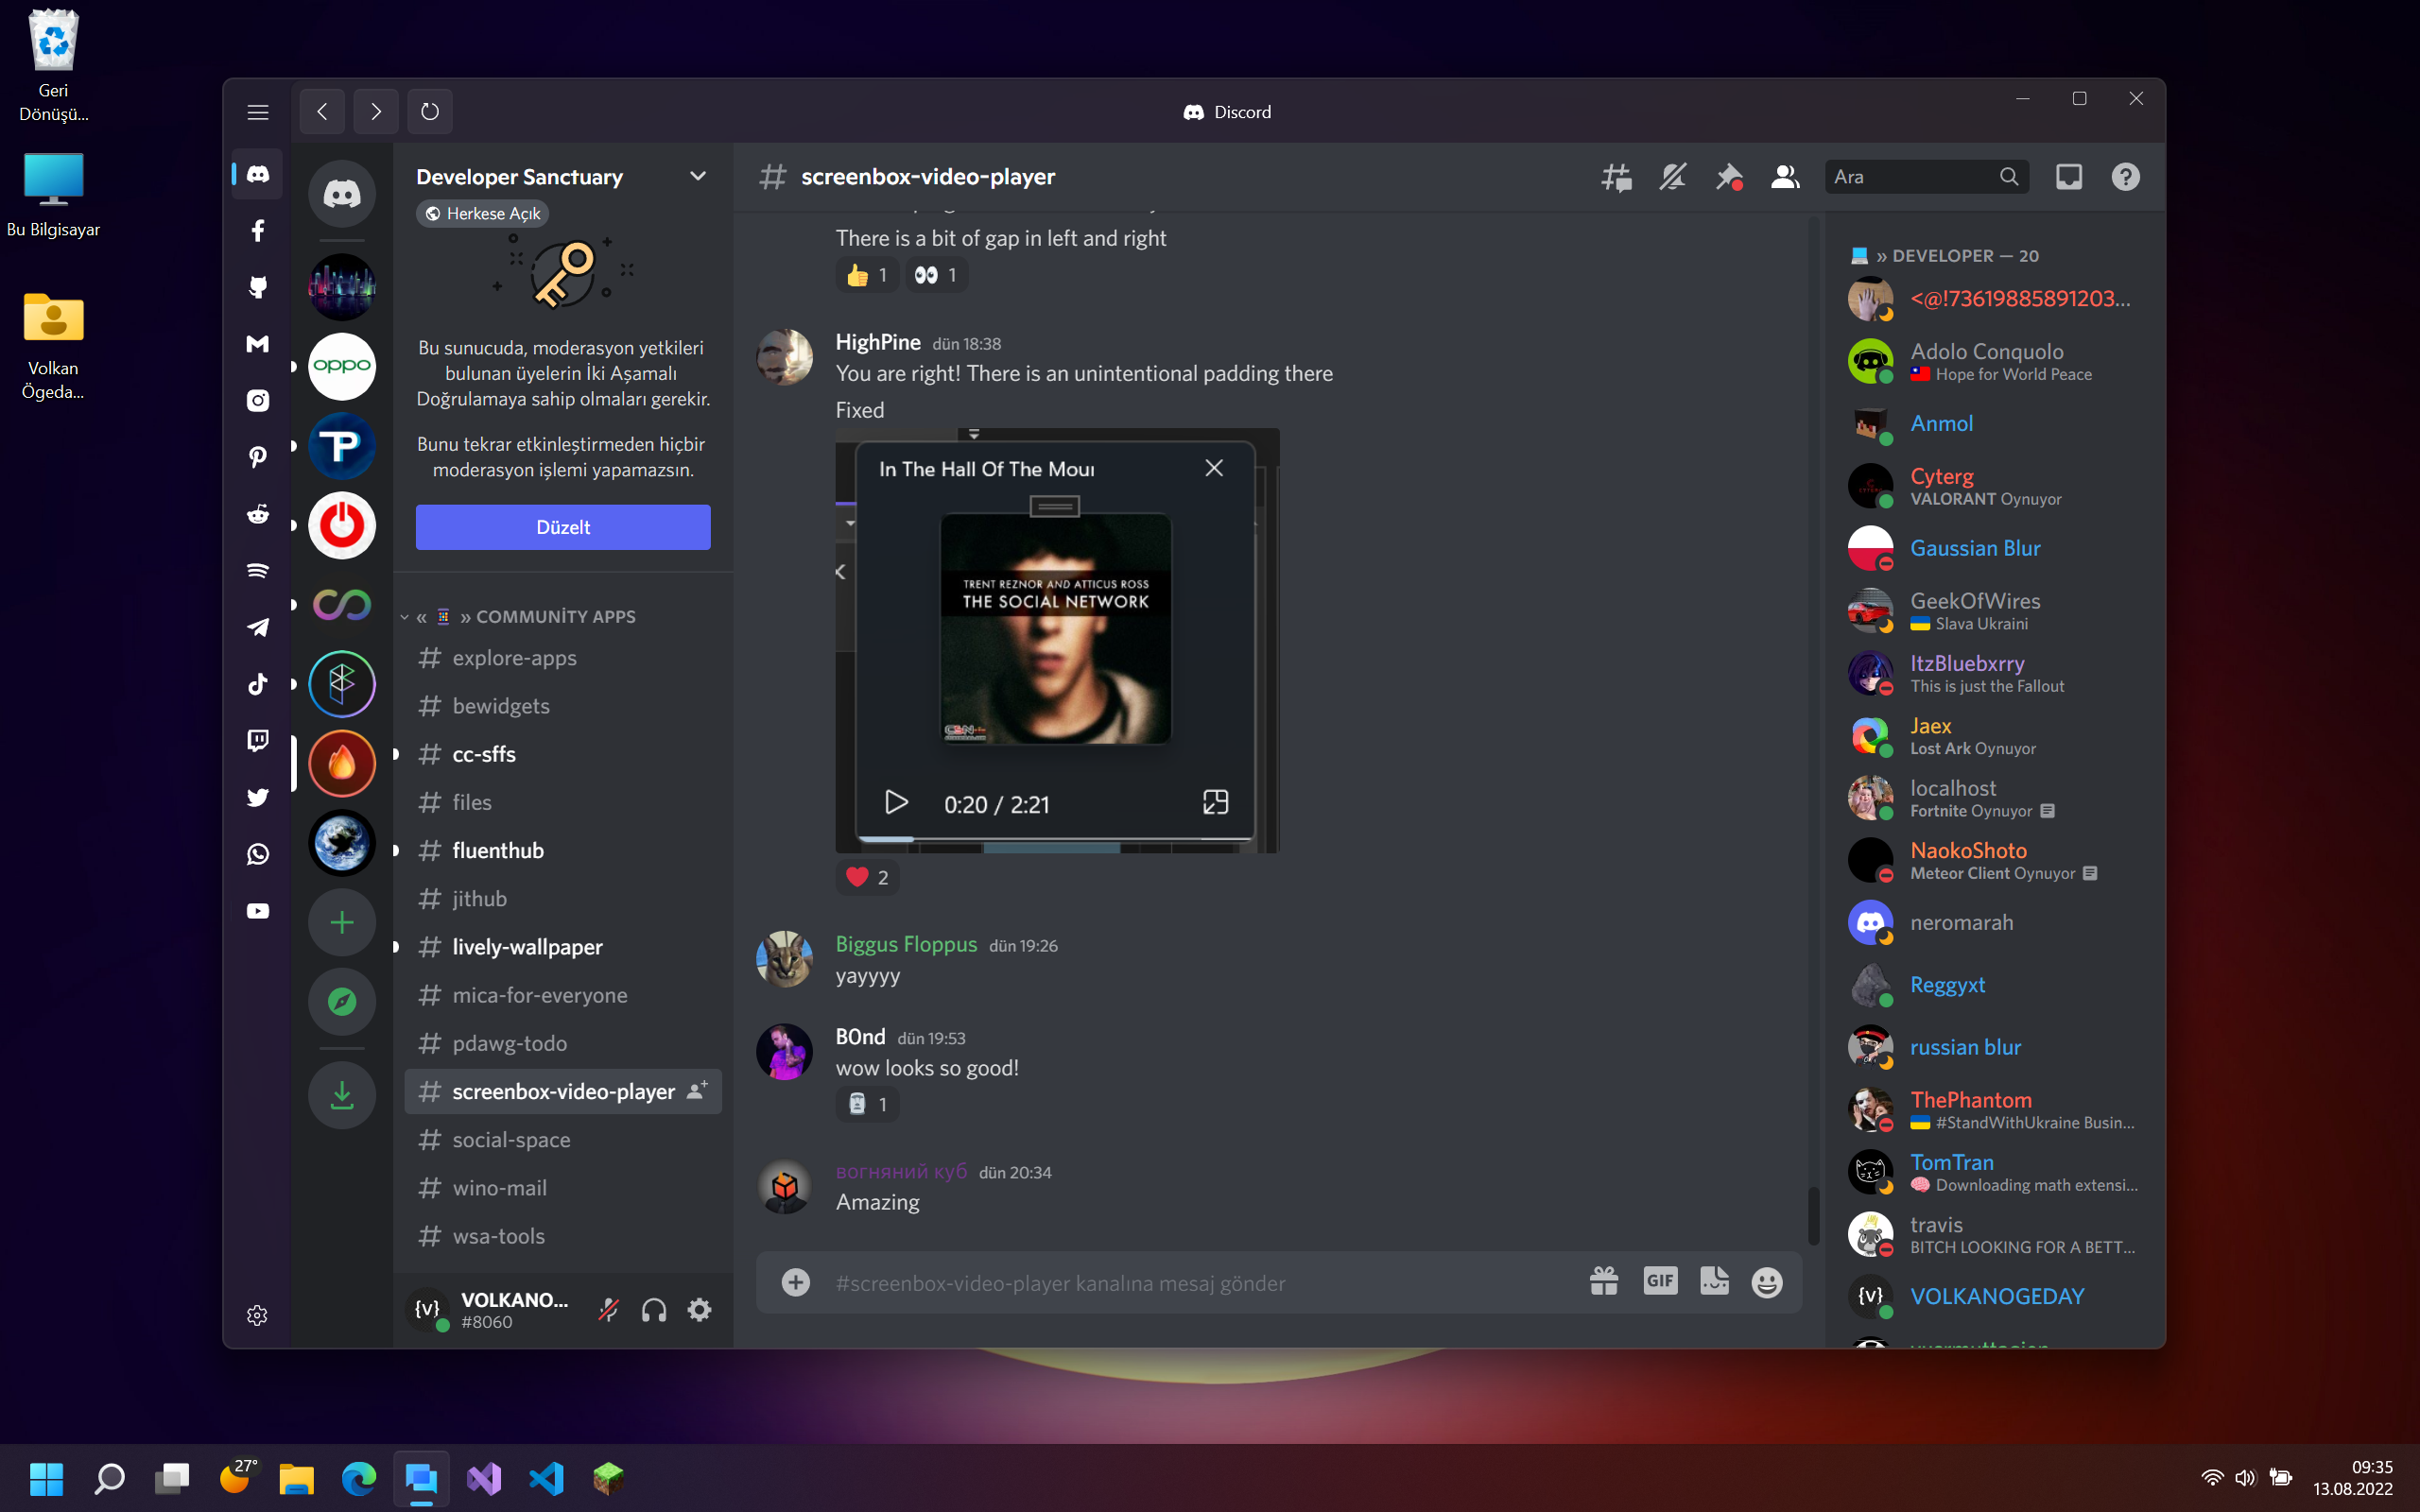 Geri
Dönüşü...
Bu Bilgisayar
Volkan
Ögeda...
Discord
Developer Sanctuary
Herkese Açık
Bu sunucuda, moderasyon yetkileri
bulunan üyelerin İki Aşamalı
Doğrulamaya sahip olmaları gerekir.
Bunu tekrar etkinleştirmeden hiçbir
moderasyon işlemi yapamazsın.
Düzelt
« » COMMUNİTY APPS
# explore-apps
# bewidgets
# cc-sffs
# files
# fluenthub
# jithub
# lively-wallpaper
# mica-for-everyone
# pdawg-todo
# screenbox-video-player
# social-space
# wino-mail
# wsa-tools
{v} VOLKANO...
#8060
oppo
TP
# screenbox-video-player
Ara
There is a bit of gap in left and right
👍 1 👀 1
HighPine dün 18:38
You are right! There is an unintentional padding there
Fixed
In The Hall Of The Mour
TRENT REZNOR AND ATTICUS ROSS
THE SOCIAL NETWORK
0:20 / 2:21
❤️ 2
Biggus Floppus dün 19:26
yayyyy
B0nd dün 19:53
wow looks so good!
🗿 1
вогняний куб dün 20:34
Amazing
#screenbox-video-player kanalına mesaj gönder
GIF
» DEVELOPER — 20
<@!73619885891203...
Adolo Conquolo
🇹🇼 Hope for World Peace
Anmol
Cyterg
VALORANT Oynuyor
Gaussian Blur
GeekOfWires
🇺🇦 Slava Ukraini
ItzBluebxrry
This is just the Fallout
Jaex
Lost Ark Oynuyor
localhost
Fortnite Oynuyor
NaokoShoto
Meteor Client Oynuyor
neromarah
Reggyxt
russian blur
ThePhantom
🇺🇦 #StandWithUkraine Busin...
TomTran
🧠 Downloading math extensi...
travis
BITCH LOOKING FOR A BETT...
{v} VOLKANOGEDAY
27°
09:35
13.08.2022